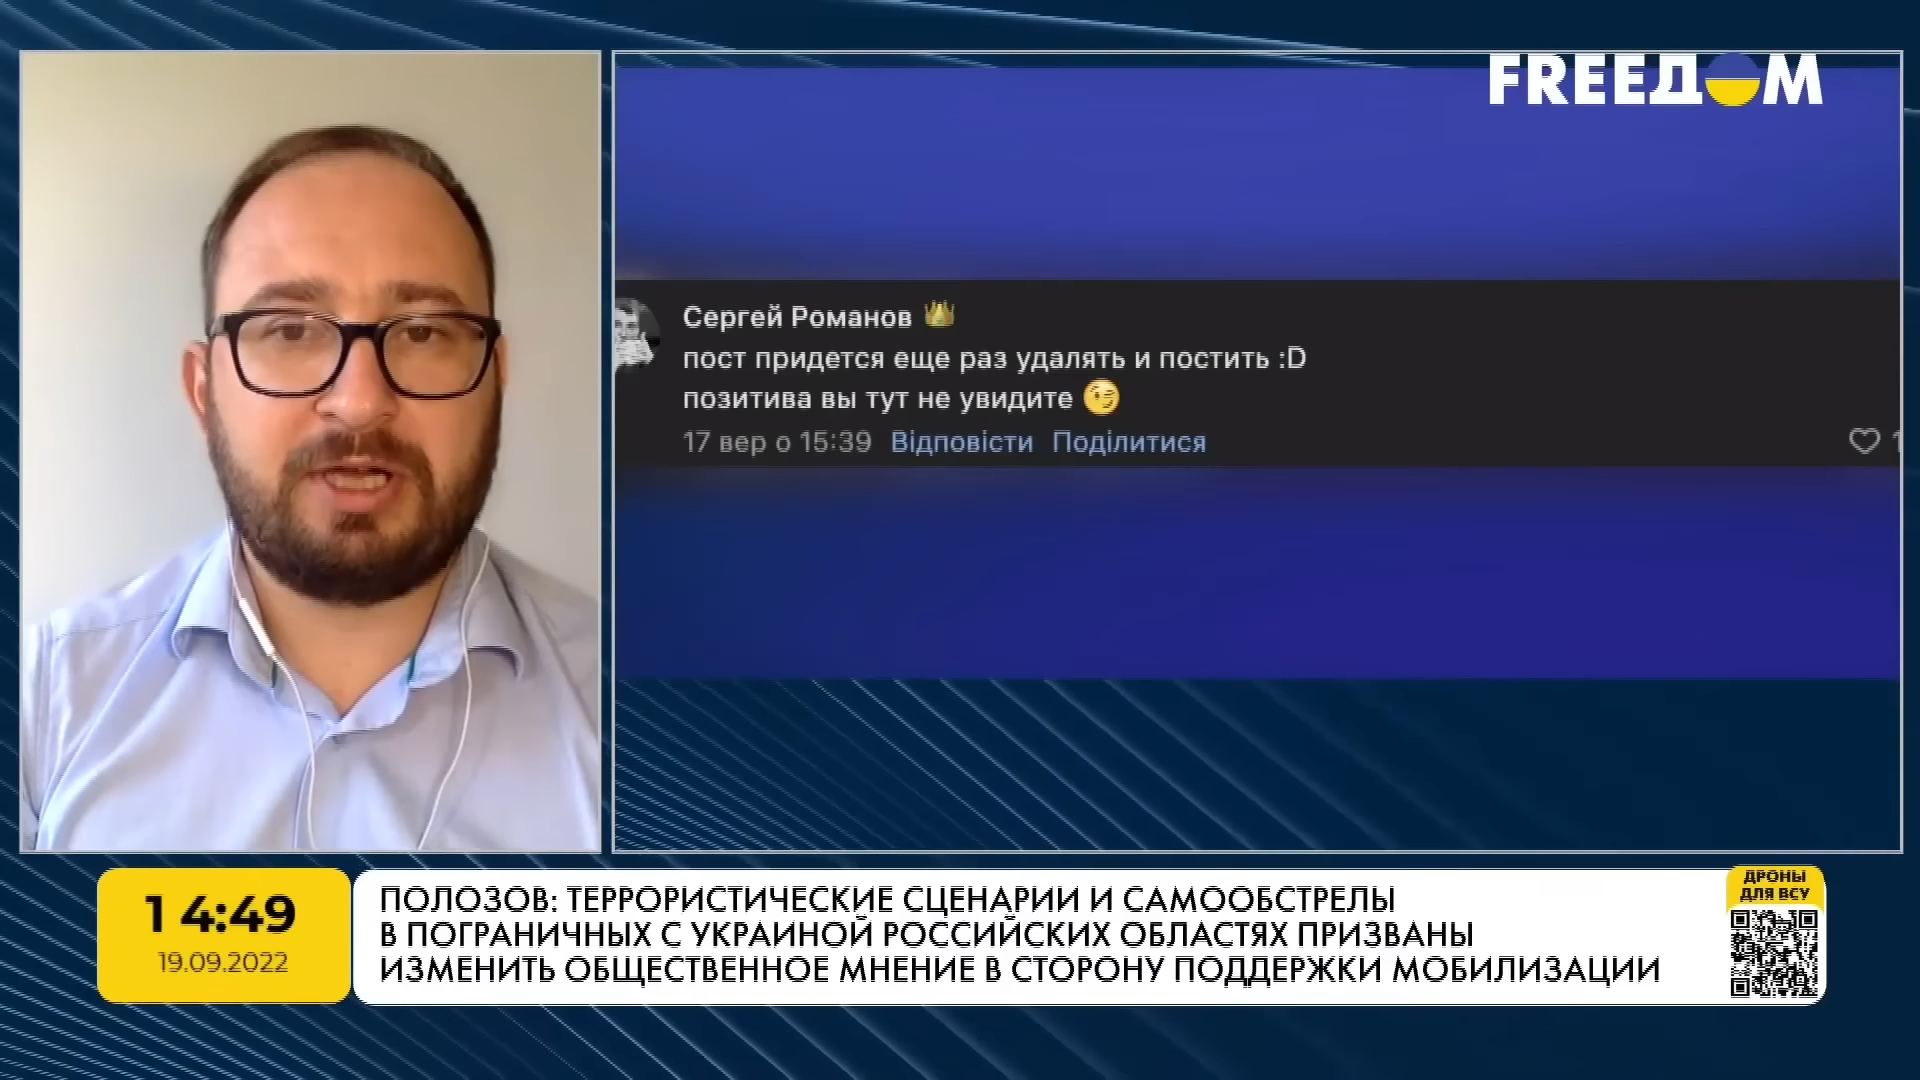 FREEДOM
Сергей Романов
пост придется еще раз удалять и постить :D
позитива вы тут не увидите
17 вер о 15:39 Відповісти Поділитися
14:49
19.09.2022
ПОЛОЗОВ: ТЕРРОРИСТИЧЕСКИЕ СЦЕНАРИИ И САМООБСТРЕЛЫ
В ПОГРАНИЧНЫХ С УКРАИНОЙ РОССИЙСКИХ ОБЛАСТЯХ ПРИЗВАНЫ
ИЗМЕНИТЬ ОБЩЕСТВЕННОЕ МНЕНИЕ В СТОРОНУ ПОДДЕРЖКИ МОБИЛИЗАЦИИ
ДРОНЫ
ДЛЯ ВСУ